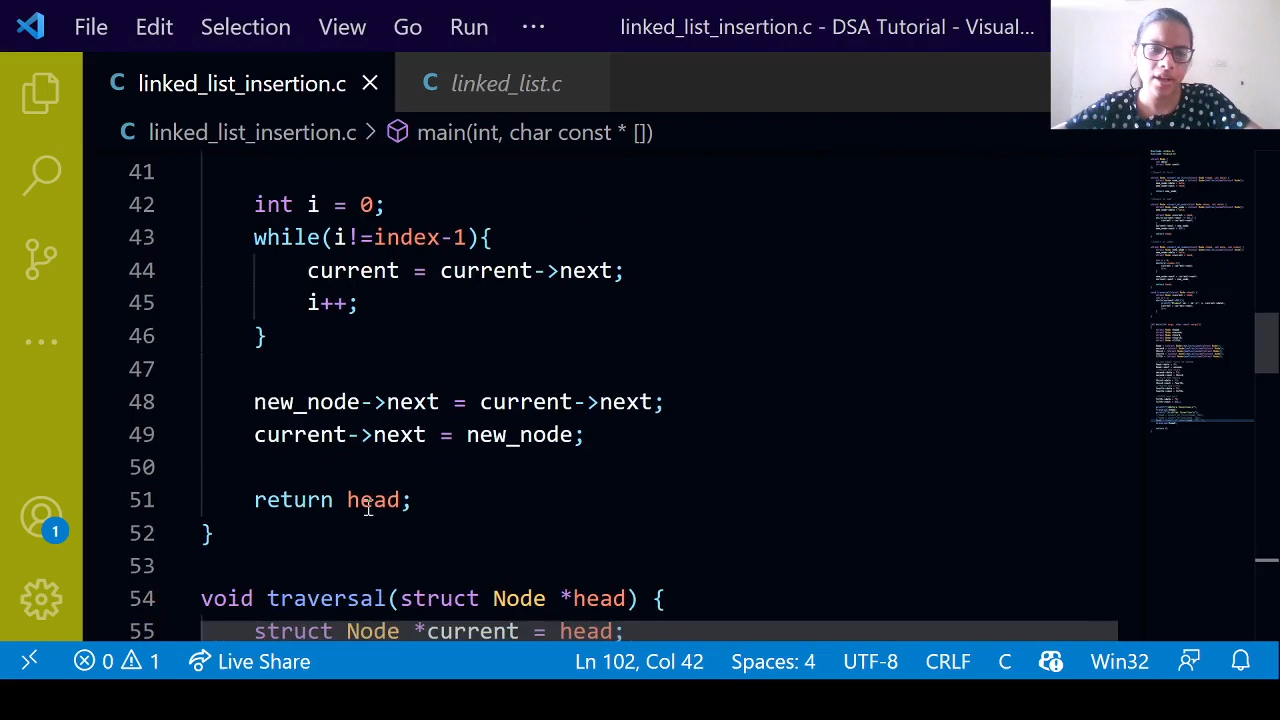 File Edit Selection View Go Run ··· linked_list_insertion.c - DSA Tutorial - Visual...
C linked_list_insertion.c × C linked_list.c
C linked_list_insertion.c > main(int, char const * [])
41
42 int i = 0;
43 while(i!=index-1){
44 current = current->next;
45 i++;
46 }
47
48 new_node->next = current->next;
49 current->next = new_node;
50
51 return head;
52 }
53
54 void traversal(struct Node *head) {
55 struct Node *current = head;
1
0 1 Live Share Ln 102, Col 42 Spaces: 4 UTF-8 CRLF C Win32